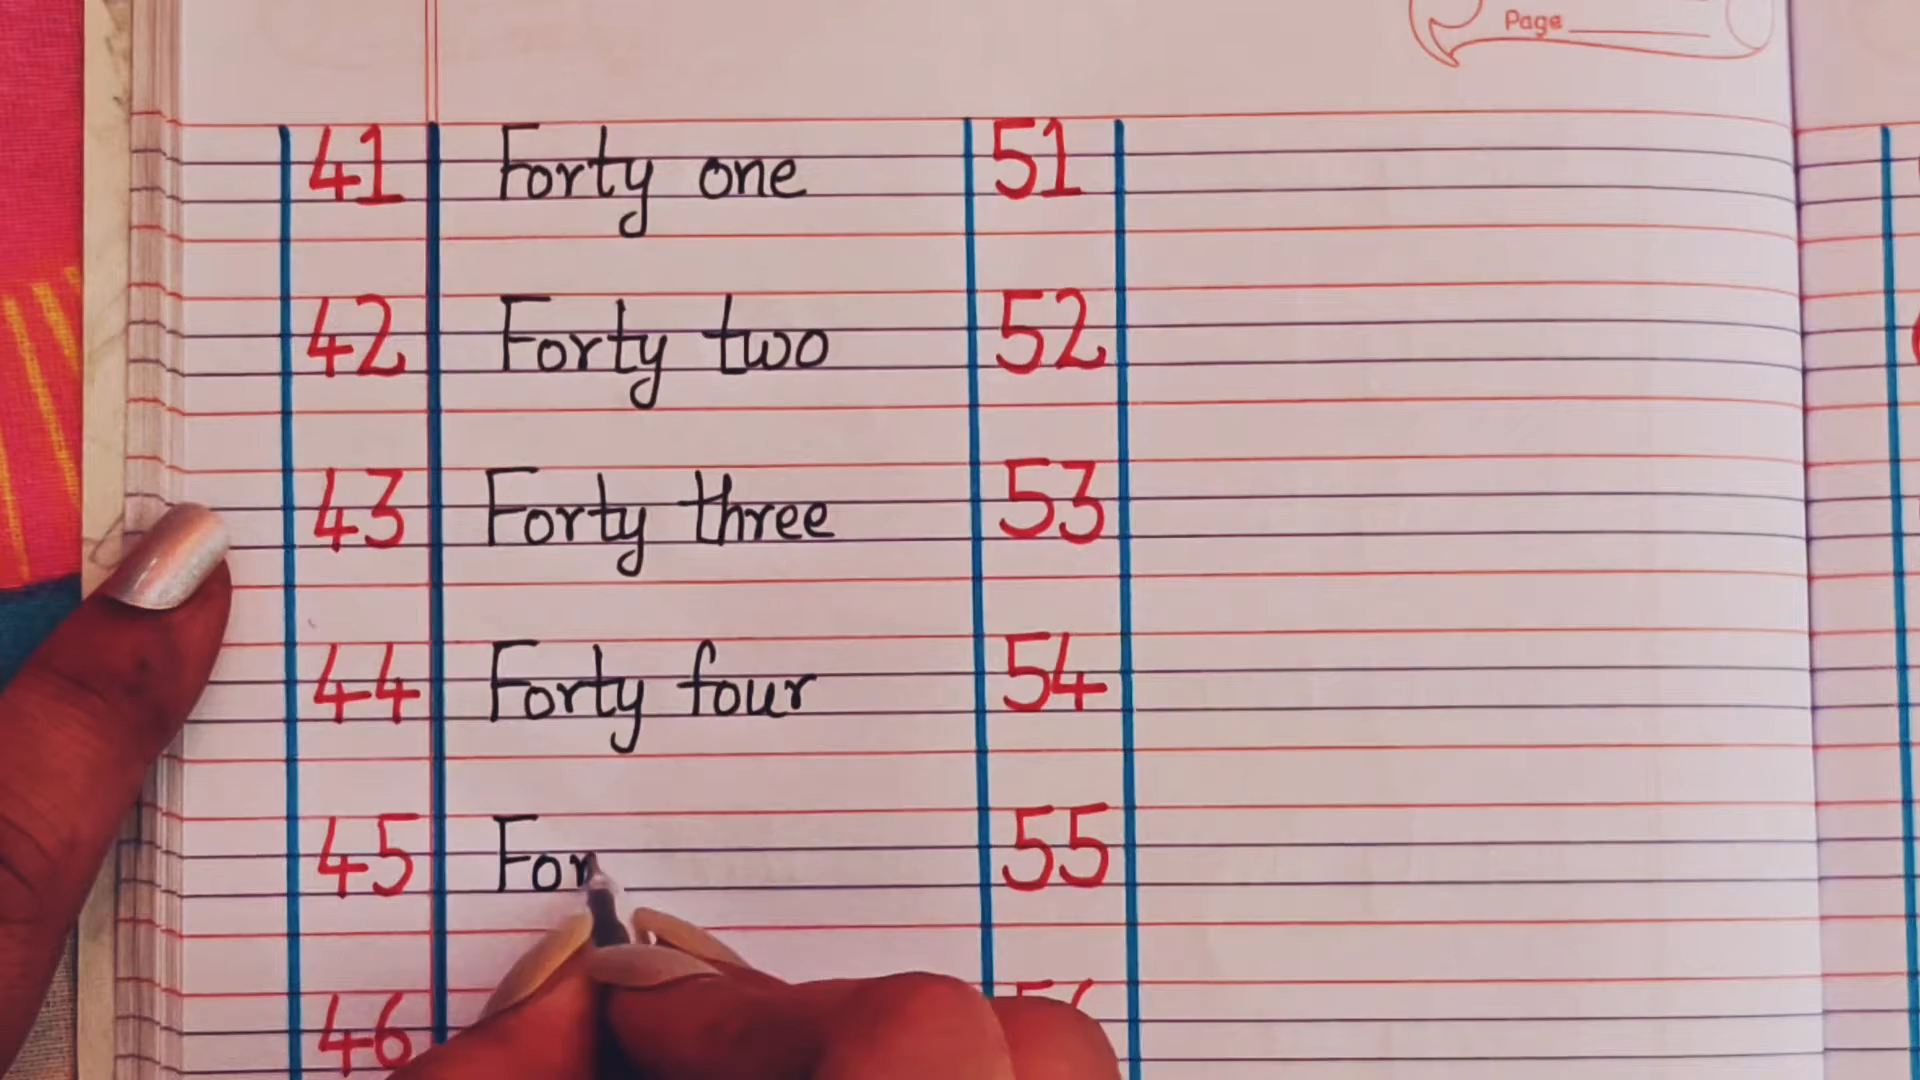 Page
41 Forty one 51
42 Forty two 52
43 Forty three 53
44 Forty four 54
45 For 55
46